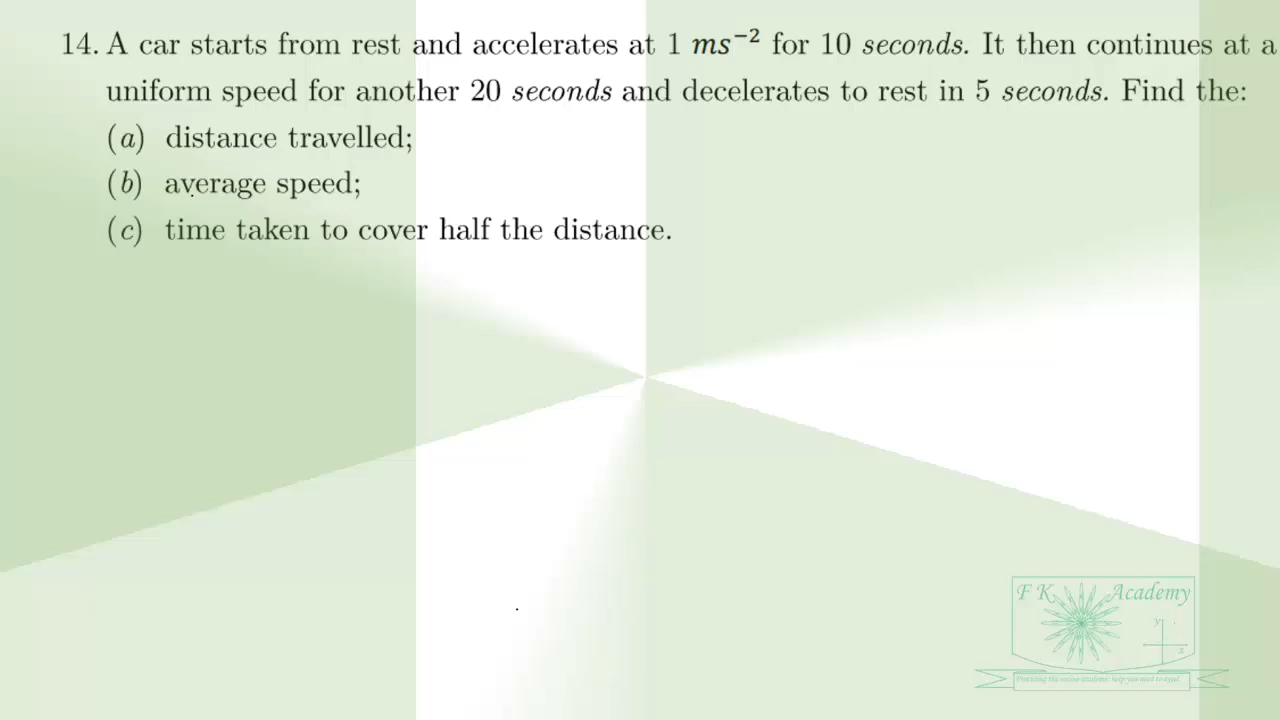 14. A car starts from rest and accelerates at 1 ms⁻² for 10 seconds. It then continues at a
uniform speed for another 20 seconds and decelerates to rest in 5 seconds. Find the:
(a) distance travelled;
(b) average speed;
(c) time taken to cover half the distance.
F K Academy
y
x